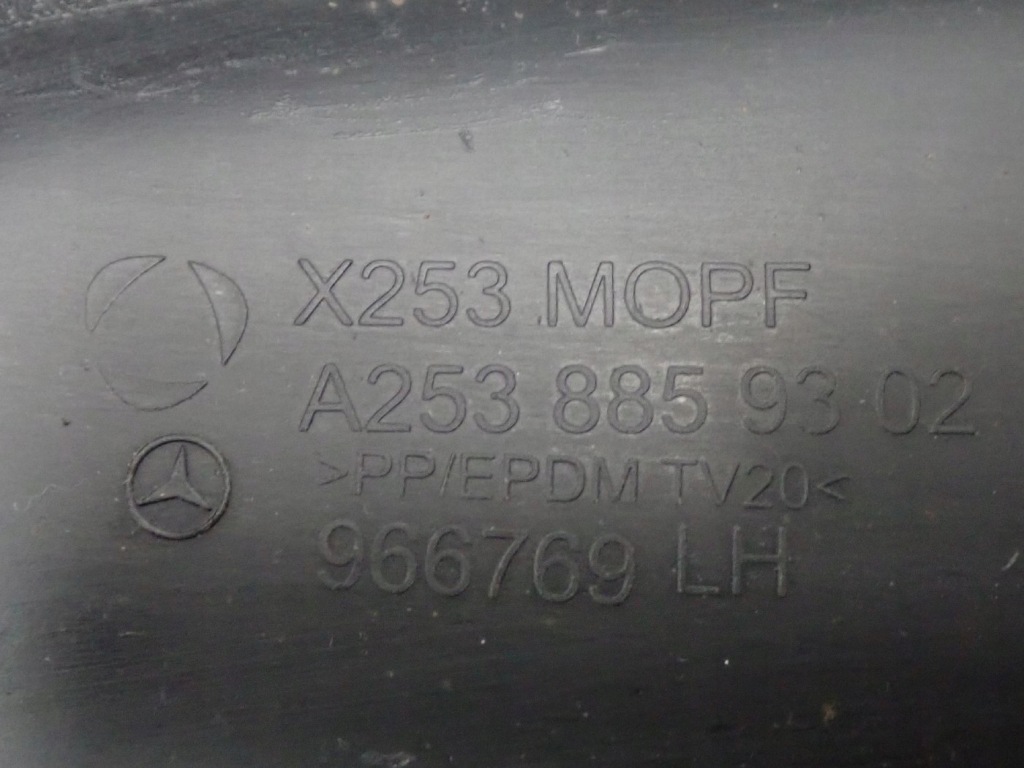 X253 MOPF
A253 885 93 02
>PP/EPDM TV20<
966769 LH